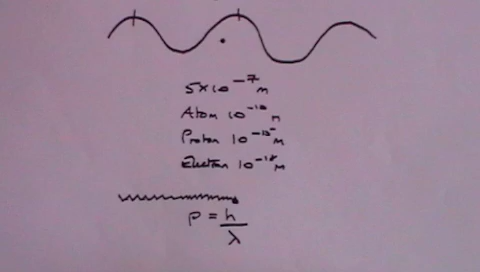 5×10⁻⁷ m
Atom 10⁻¹⁰ m
Proton 10⁻¹⁵ m
Electron 10⁻¹⁸ m
p = h/λ